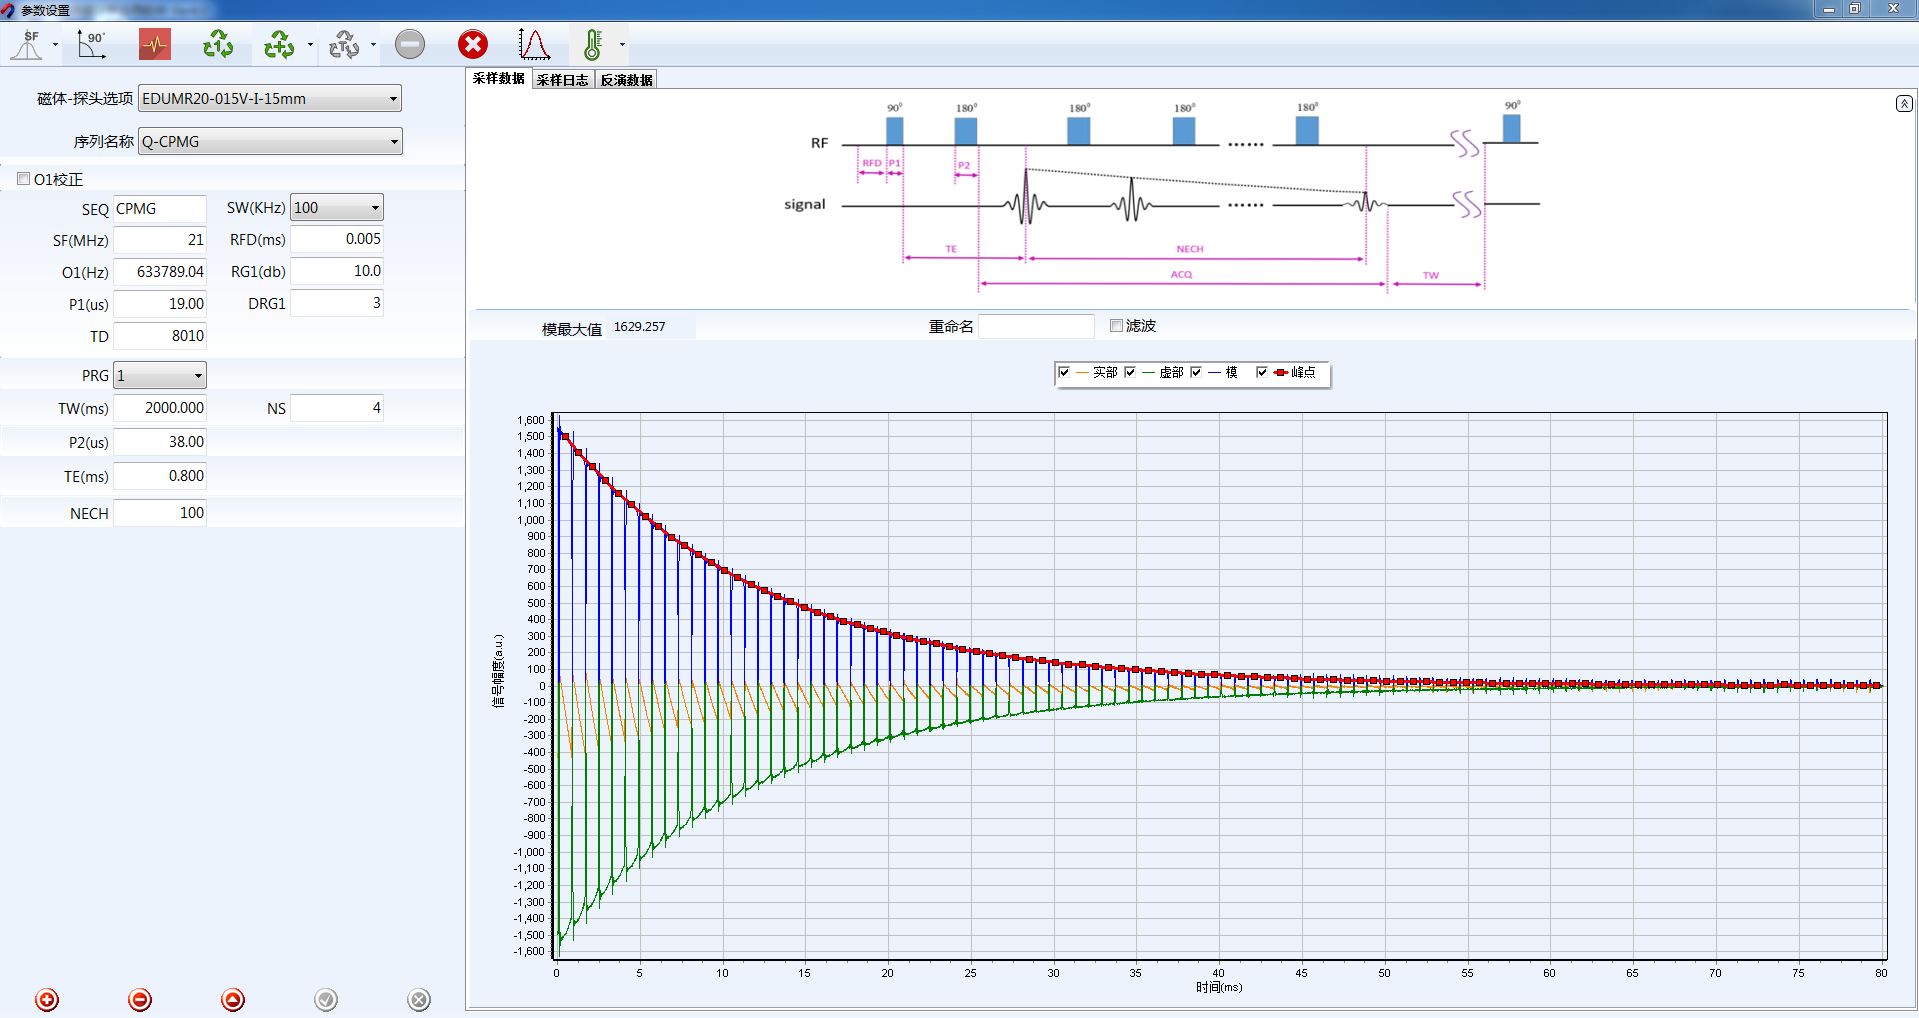 参数设置
SF
90°
磁体-探头选项 EDUMR20-015V-I-15mm
序列名称 Q-CPMG
O1校正
SEQ CPMG SW(KHz) 100
SF(MHz) 21 RFD(ms) 0.005
O1(Hz) 633789.04 RG1(db) 10.0
P1(us) 19.00 DRG1 3
TD 8010
PRG 1
TW(ms) 2000.000 NS 4
P2(us) 38.00
TE(ms) 0.800
NECH 100
采样数据 采样日志 反演数据
90° 180° 180° 180° 180° 90°
RF
RFD P1 P2
signal
TE NECH
ACQ TW
模最大值 1629.257 重命名 滤波
实部 虚部 模 峰点
1,600
1,500
1,400
1,300
1,200
1,100
1,000
900
800
700
600
500
400
300
200
100
0
-100
-200
-300
-400
-500
-600
-700
-800
-900
-1,000
-1,100
-1,200
-1,300
-1,400
-1,500
-1,600
信号幅度(a.u.)
0 5 10 15 20 25 30 35 40 45 50 55 60 65 70 75 80
时间(ms)